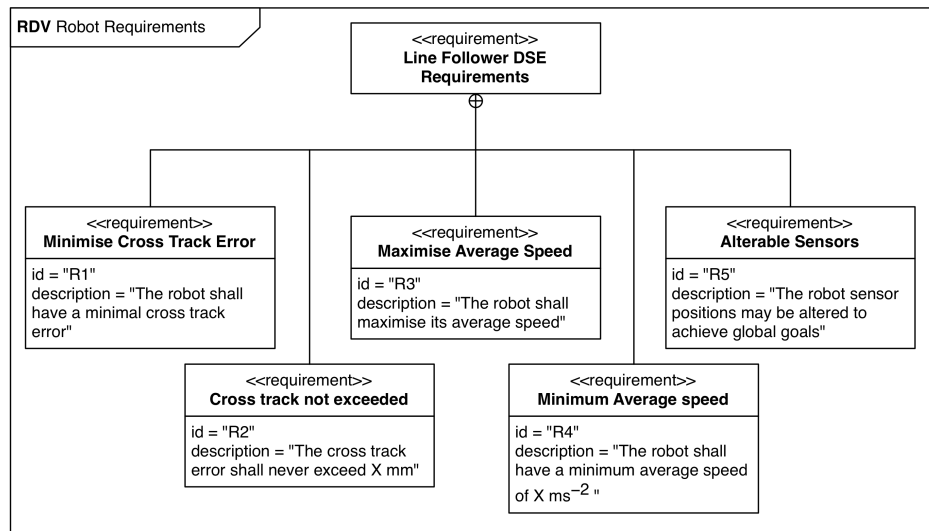 RDV Robot Requirements
<<requirement>>
Line Follower DSE
Requirements
<<requirement>>
Minimise Cross Track Error
id = "R1"
description = "The robot shall
have a minimal cross track
error"
<<requirement>>
Cross track not exceeded
id = "R2"
description = "The cross track
error shall never exceed X mm"
<<requirement>>
Maximise Average Speed
id = "R3"
description = "The robot shall
maximise its average speed"
<<requirement>>
Minimum Average speed
id = "R4"
description = "The robot shall
have a minimum average speed
of X ms⁻² "
<<requirement>>
Alterable Sensors
id = "R5"
description = "The robot sensor
positions may be altered to
achieve global goals"